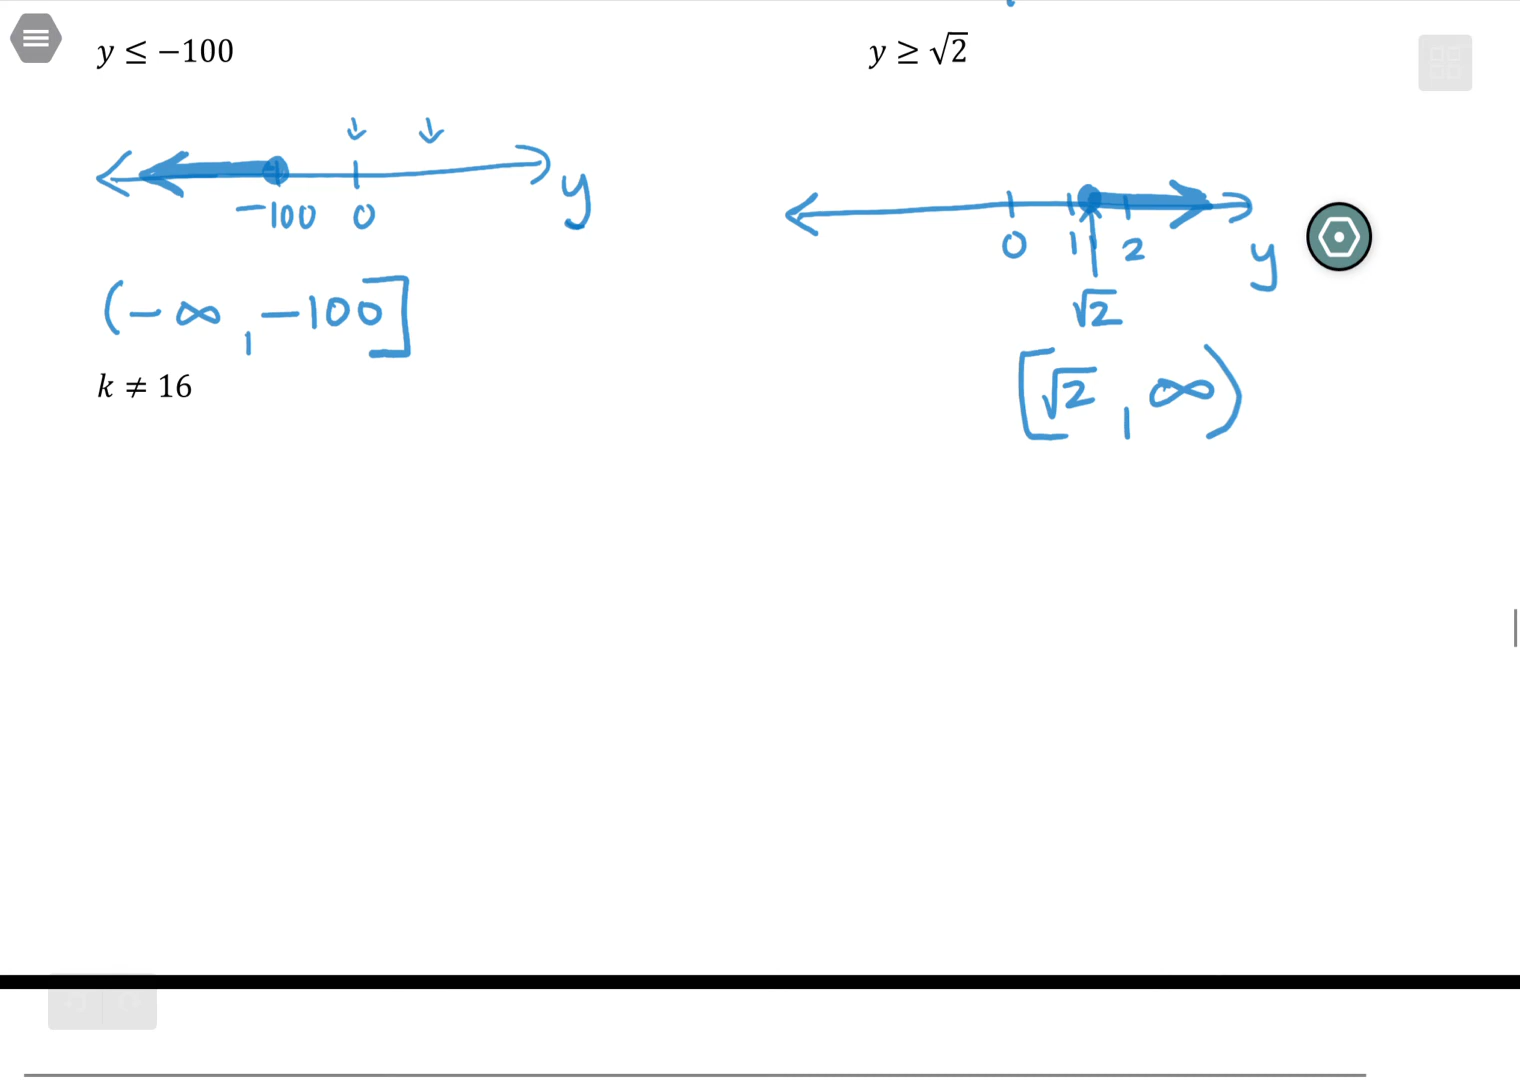 y ≤ −100
y ≥ √2
−100 0 y
0 1 2 y
√2
(−∞, −100]
[√2, ∞)
k ≠ 16